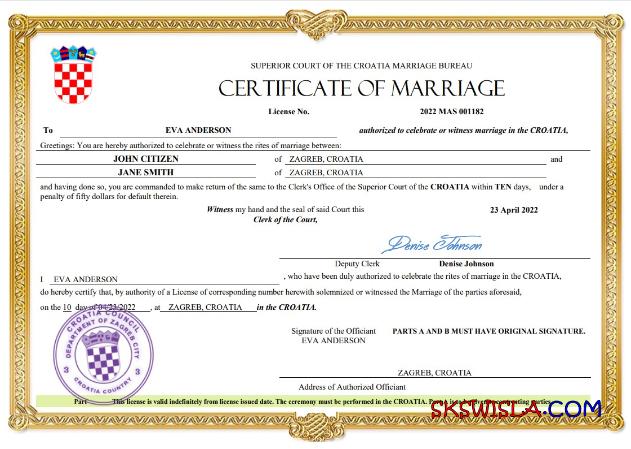 SUPERIOR COURT OF THE CROATIA MARRIAGE BUREAU
CERTIFICATE OF MARRIAGE
License No. 2022 MAS 001182
To EVA ANDERSON authorized to celebrate or witness marriage in the CROATIA,
Greetings: You are hereby authorized to celebrate or witness the rites of marriage between:
JOHN CITIZEN of ZAGREB, CROATIA and
JANE SMITH of ZAGREB, CROATIA
and having done so, you are commanded to make return of the same to the Clerk's Office of the Superior Court of the CROATIA within TEN days, under a
penalty of fifty dollars for default therein.
Witness my hand and the seal of said Court this 23 April 2022
Clerk of the Court,
Denise Johnson
Deputy Clerk Denise Johnson
I EVA ANDERSON , who have been duly authorized to celebrate the rites of marriage in the CROATIA,
do hereby certify that, by authority of a License of corresponding number herewith solemnized or witnessed the Marriage of the parties aforesaid,
on the 10 day of 04/23/2022 , at ZAGREB, CROATIA in the CROATIA.
CROATIA COUNCIL
DEPARTMENT OF ZAGREB CITY
3 3
CROATIA COUNTRY
Signature of the Officiant PARTS A AND B MUST HAVE ORIGINAL SIGNATURE.
EVA ANDERSON
ZAGREB, CROATIA
Address of Authorized Officiant
Part This license is valid indefinitely from license issued date. The ceremony must be performed in the CROATIA. contracting parties
SKSWISLA.COM